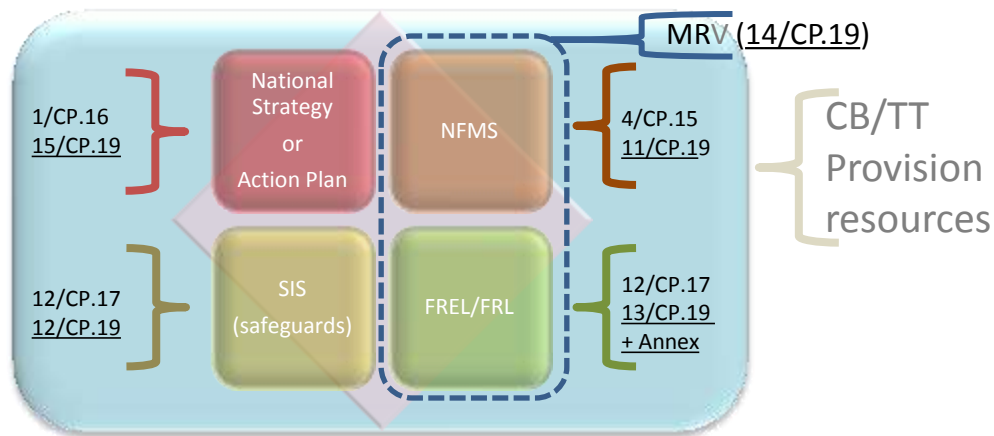 MRV (14/CP.19)
1/CP.16
15/CP.19
National
Strategy
or
Action Plan
NFMS
4/CP.15
11/CP.19
CB/TT
Provision
resources
12/CP.17
12/CP.19
SIS
(safeguards)
FREL/FRL
12/CP.17
13/CP.19
+ Annex